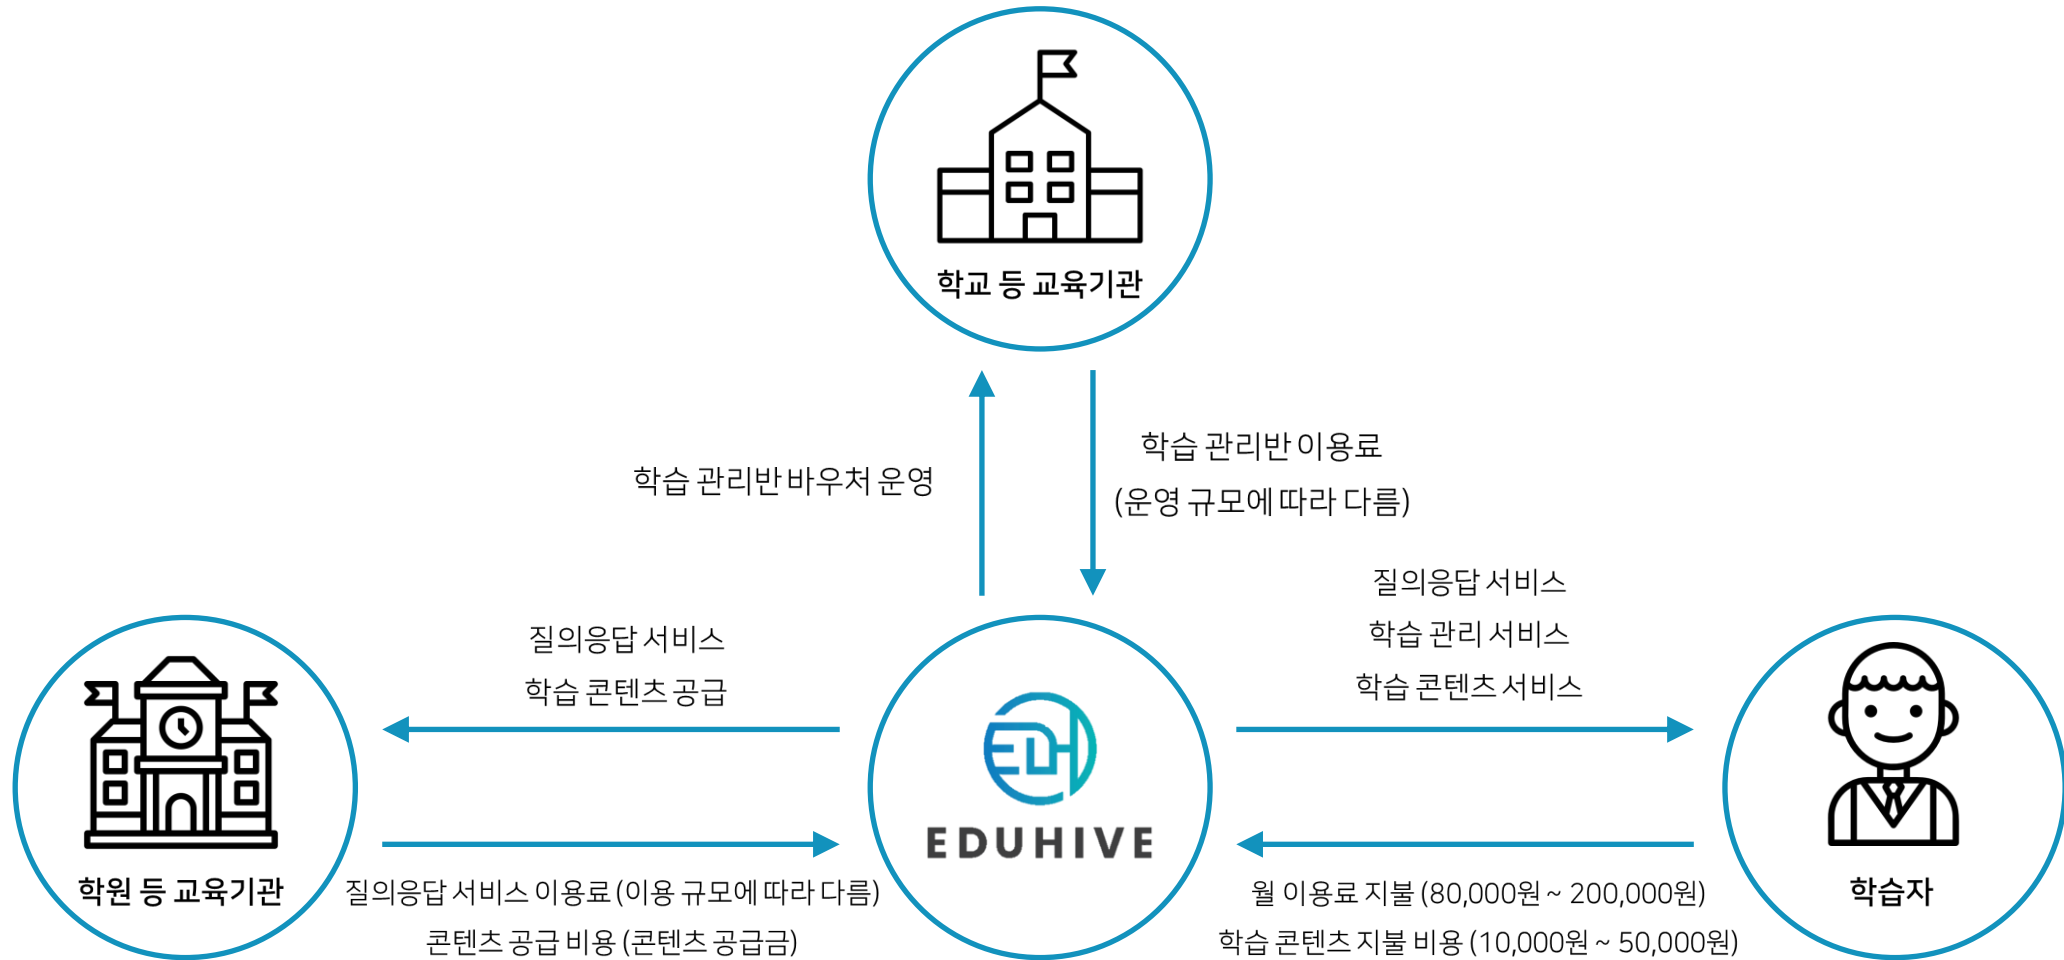 학교 등 교육기관
학습 관리반 바우처 운영
학습 관리반 이용료
(운영 규모에 따라 다름)
질의응답 서비스
학습 콘텐츠 공급
질의응답 서비스
학습 관리 서비스
학습 콘텐츠 서비스
EDH
EDUHIVE
학원 등 교육기관
질의응답 서비스 이용료 (이용 규모에 따라 다름)
콘텐츠 공급 비용 (콘텐츠 공급금)
월 이용료 지불 (80,000원 ~ 200,000원)
학습 콘텐츠 지불 비용 (10,000원 ~ 50,000원)
학습자